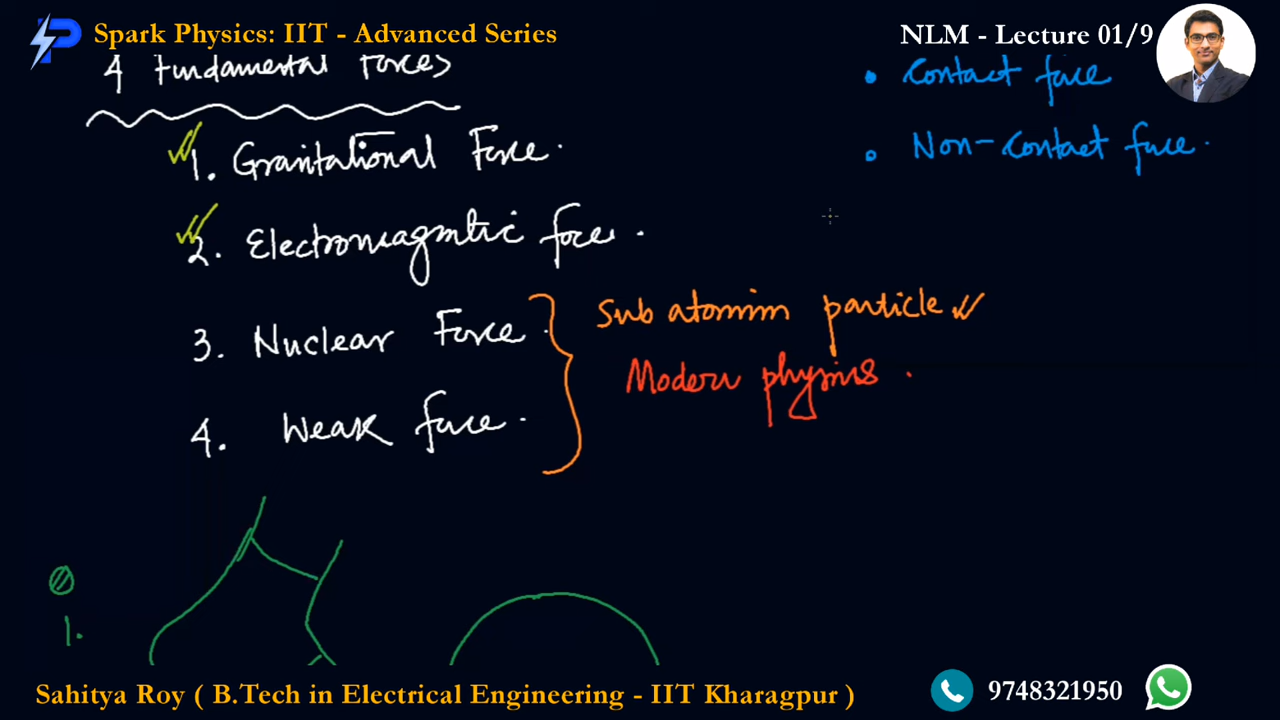 Spark Physics: IIT - Advanced Series
NLM - Lecture 01/9
4 Fundamental Forces
• Contact force
• Non-Contact force.
1. Gravitational Force.
2. Electromagnetic force.
3. Nuclear Force.
Sub atomim particle
Modern physics.
4. Weak force.
1.
Sahitya Roy ( B.Tech in Electrical Engineering - IIT Kharagpur )
9748321950